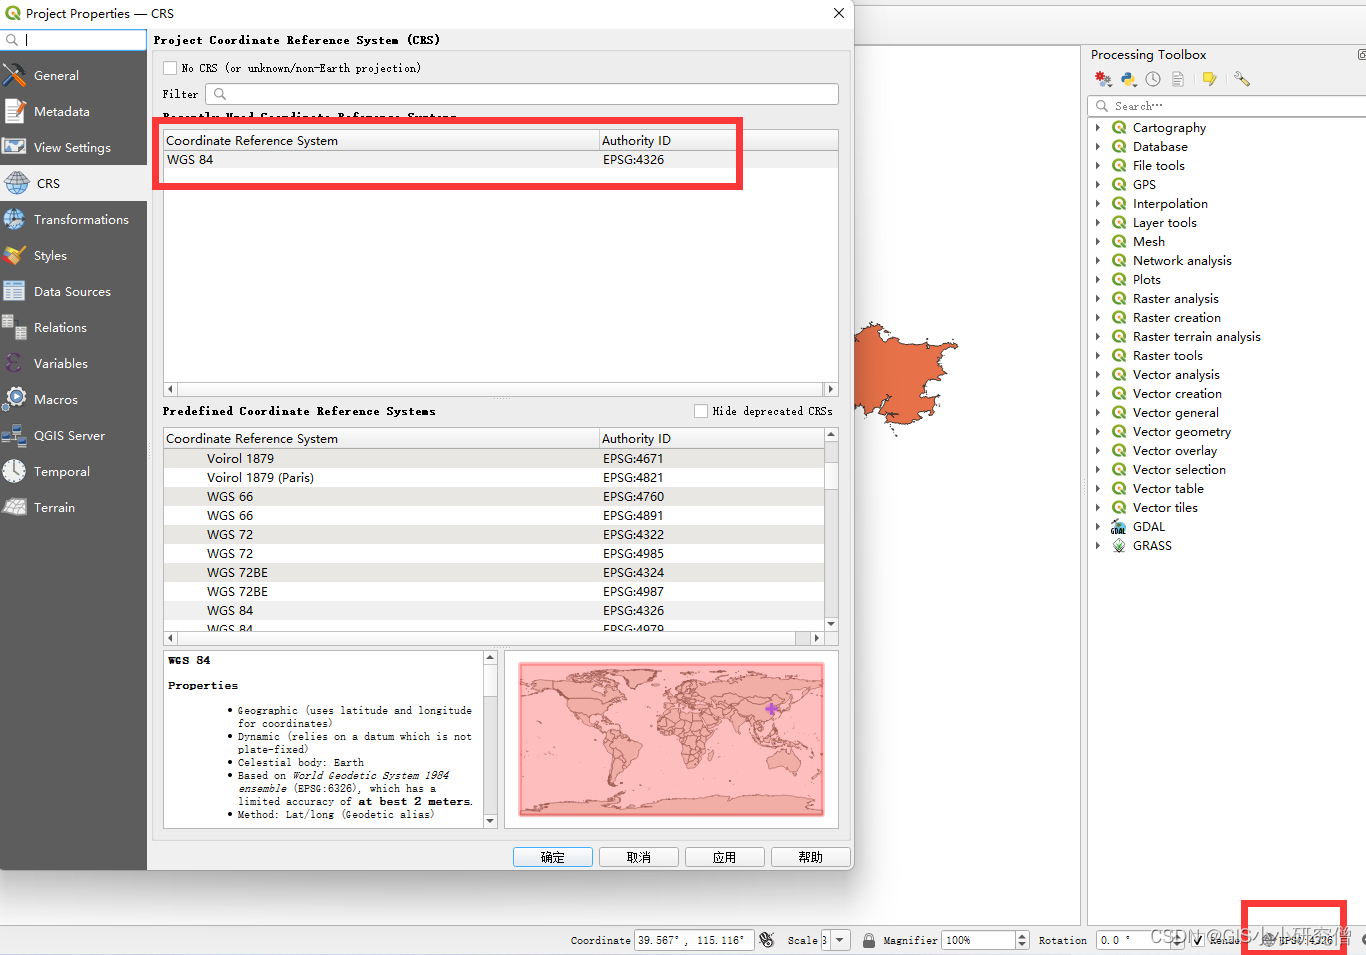 Project Properties — CRS
Project Coordinate Reference System (CRS)
General
Metadata
View Settings
CRS
Transformations
Styles
Data Sources
Relations
Variables
Macros
QGIS Server
Temporal
Terrain
No CRS (or unknown/non-Earth projection)
Filter
Recently Used Coordinate Reference Systems
Coordinate Reference System Authority ID
WGS 84 EPSG:4326
Predefined Coordinate Reference Systems Hide deprecated CRSs
Coordinate Reference System Authority ID
Voirol 1879 EPSG:4671
Voirol 1879 (Paris) EPSG:4821
WGS 66 EPSG:4760
WGS 66 EPSG:4891
WGS 72 EPSG:4322
WGS 72 EPSG:4985
WGS 72BE EPSG:4324
WGS 72BE EPSG:4987
WGS 84 EPSG:4326
WGS 84 EPSG:4979
WGS 84
Properties
• Geographic (uses latitude and longitude
for coordinates)
• Dynamic (relies on a datum which is not
plate-fixed)
• Celestial body: Earth
• Based on World Geodetic System 1984
ensemble (EPSG:6326), which has a
limited accuracy of at best 2 meters.
• Method: Lat/long (Geodetic alias)
确定 取消 应用 帮助
Processing Toolbox
Search…
Cartography
Database
File tools
GPS
Interpolation
Layer tools
Mesh
Network analysis
Plots
Raster analysis
Raster creation
Raster terrain analysis
Raster tools
Vector analysis
Vector creation
Vector general
Vector geometry
Vector overlay
Vector selection
Vector table
Vector tiles
GDAL
GRASS
Coordinate 39.567° , 115.116° Scale Magnifier 100% Rotation 0.0 ° Render EPSG:4326
CSDN @GIS小小研究僧